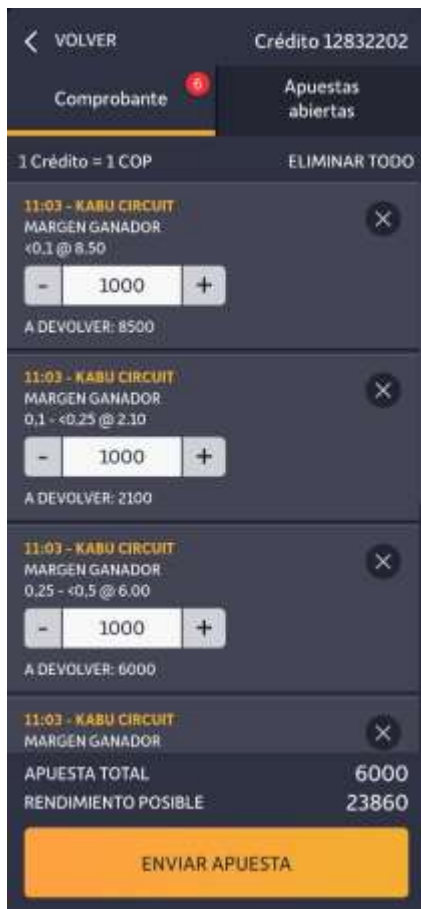 VOLVER
Crédito 12832202
Comprobante
6
Apuestas
abiertas
1 Crédito = 1 COP
ELIMINAR TODO
11:03 - KABU CIRCUIT
MARGEN GANADOR
<0.1 @ 8.50
- 1000 +
A DEVOLVER: 8500
11:03 - KABU CIRCUIT
MARGEN GANADOR
0,1 - <0.25 @ 2.10
- 1000 +
A DEVOLVER: 2100
11:03 - KABU CIRCUIT
MARGEN GANADOR
0.25 - <0,5 @ 6.00
- 1000 +
A DEVOLVER: 6000
11:03 - KABU CIRCUIT
MARGEN GANADOR
APUESTA TOTAL 6000
RENDIMIENTO POSIBLE 23860
ENVIAR APUESTA